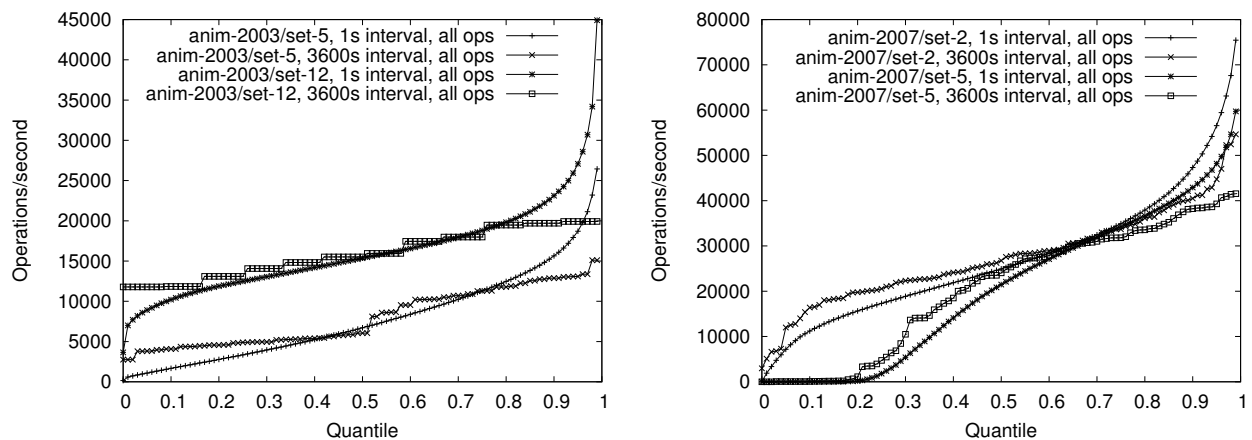 45000
40000
35000
30000
25000
20000
15000
10000
5000
0
Operations/second
anim-2003/set-5, 1s interval, all ops
anim-2003/set-5, 3600s interval, all ops
anim-2003/set-12, 1s interval, all ops
anim-2003/set-12, 3600s interval, all ops
0 0.1 0.2 0.3 0.4 0.5 0.6 0.7 0.8 0.9 1
Quantile
80000
70000
60000
50000
40000
30000
20000
10000
0
Operations/second
anim-2007/set-2, 1s interval, all ops
anim-2007/set-2, 3600s interval, all ops
anim-2007/set-5, 1s interval, all ops
anim-2007/set-5, 3600s interval, all ops
0 0.1 0.2 0.3 0.4 0.5 0.6 0.7 0.8 0.9 1
Quantile